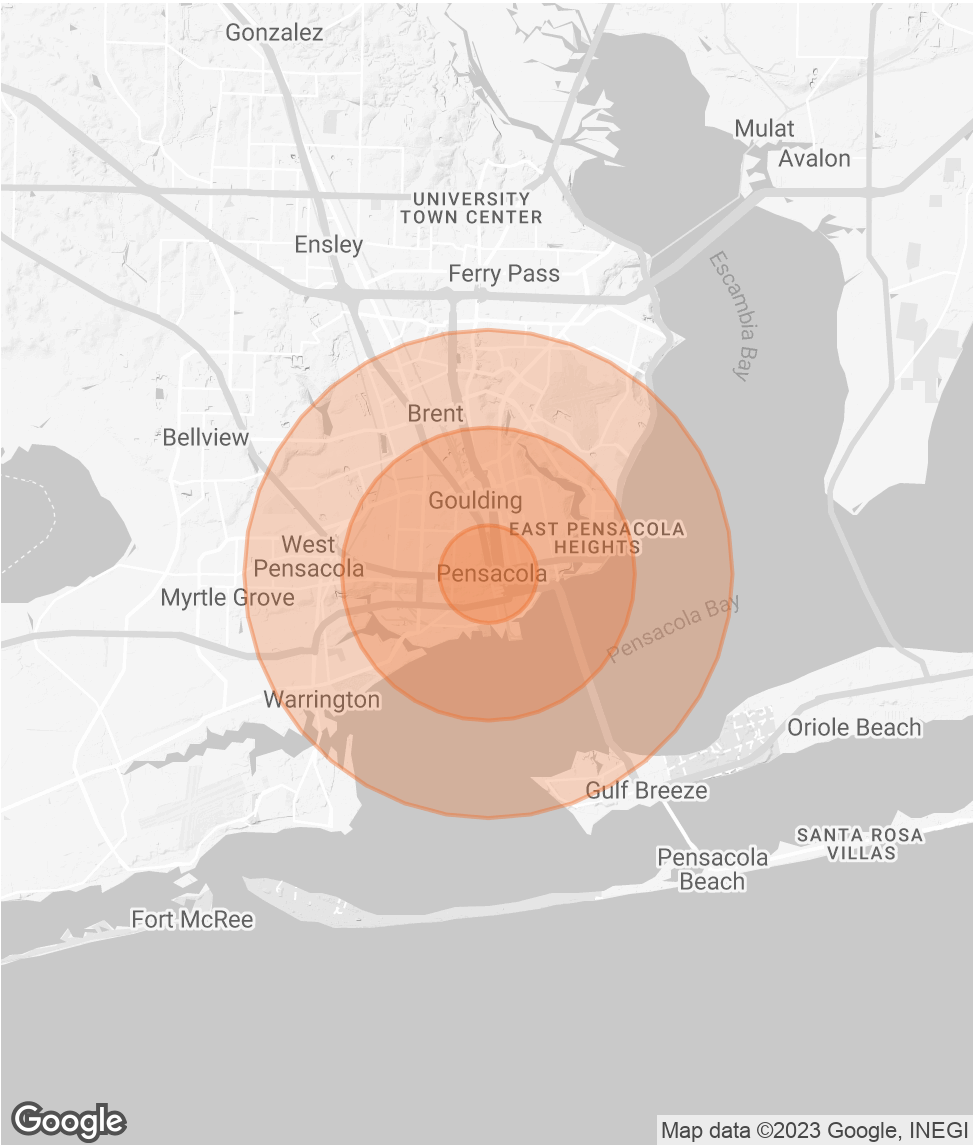 Gonzalez
Mulat
Avalon
UNIVERSITY
TOWN CENTER
Ensley
Ferry Pass
Escambia Bay
Brent
Bellview
Goulding
EAST PENSACOLA
HEIGHTS
West
Pensacola
Pensacola
Myrtle Grove
Pensacola Bay
Warrington
Oriole Beach
Gulf Breeze
SANTA ROSA
VILLAS
Pensacola
Beach
Fort McRee
Google
Map data ©2023 Google, INEGI